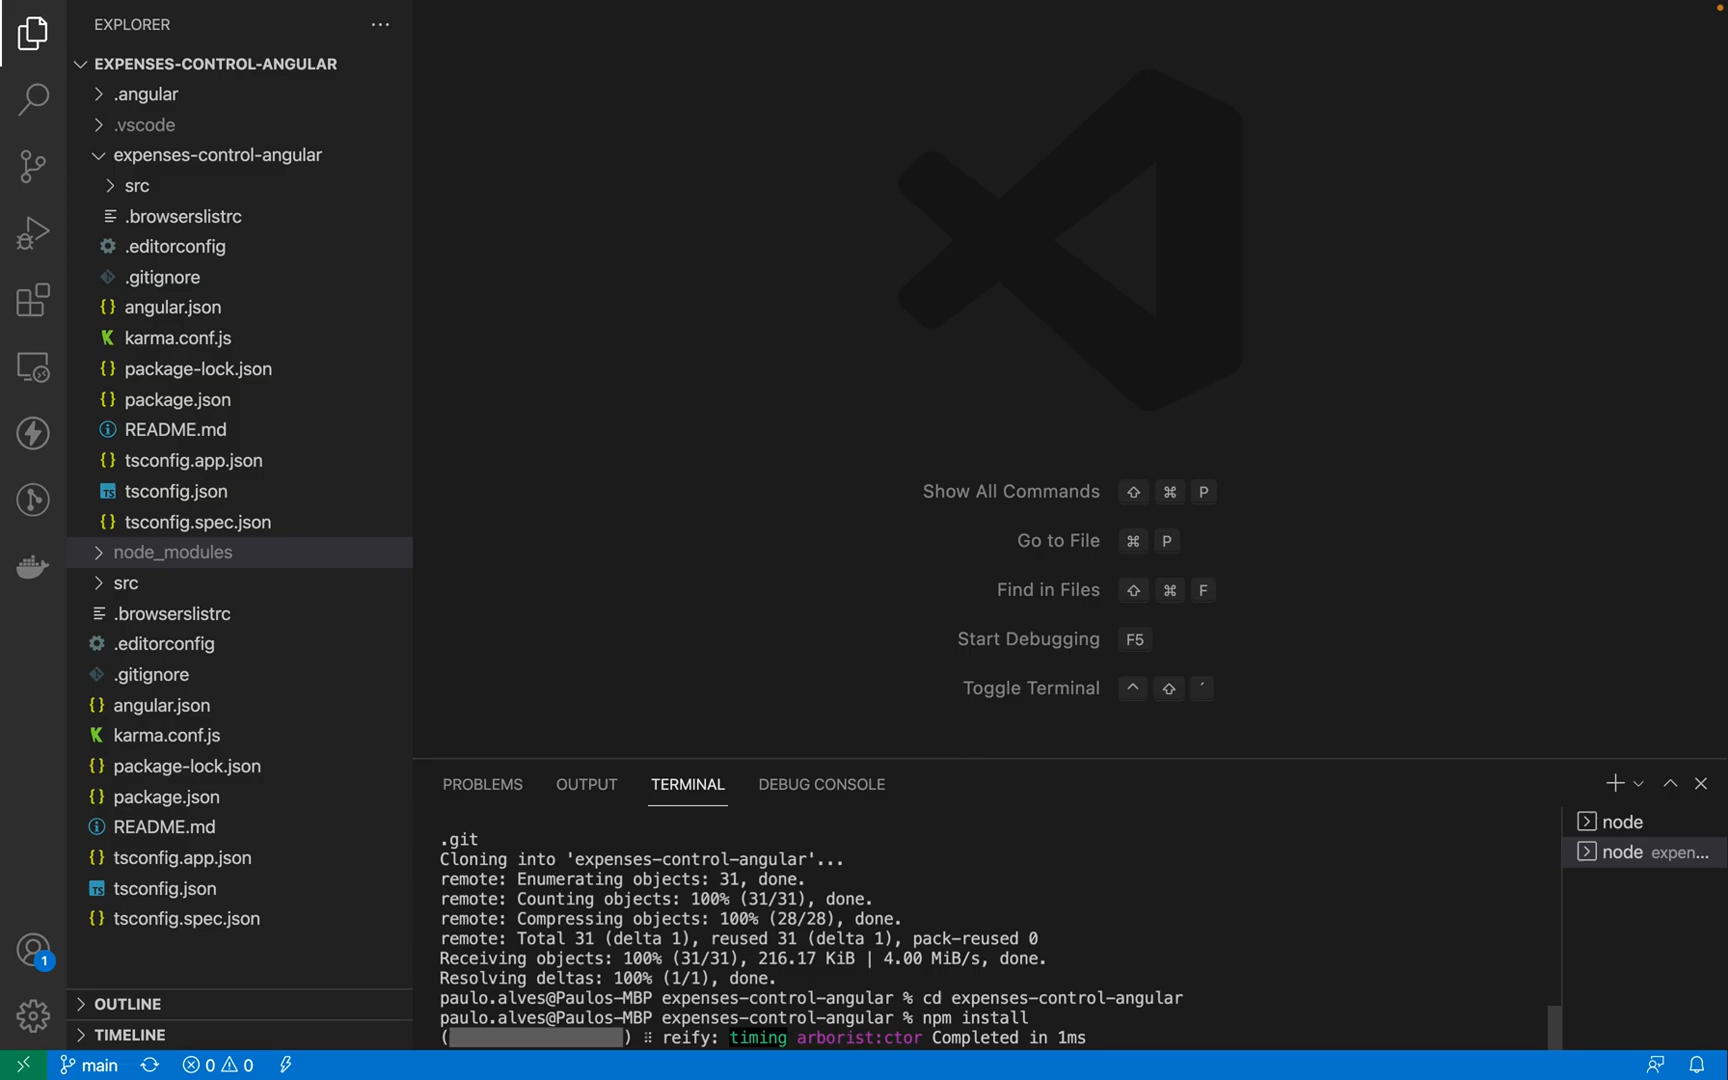 EXPLORER
EXPENSES-CONTROL-ANGULAR
.angular
.vscode
expenses-control-angular
src
.browserslistrc
.editorconfig
.gitignore
{} angular.json
K karma.conf.js
{} package-lock.json
{} package.json
README.md
{} tsconfig.app.json
TS tsconfig.json
{} tsconfig.spec.json
node_modules
src
.browserslistrc
.editorconfig
.gitignore
{} angular.json
K karma.conf.js
{} package-lock.json
{} package.json
README.md
{} tsconfig.app.json
TS tsconfig.json
{} tsconfig.spec.json
OUTLINE
TIMELINE
1
Show All Commands ⇧ ⌘ P
Go to File ⌘ P
Find in Files ⇧ ⌘ F
Start Debugging F5
Toggle Terminal ^ ⇧ ´
PROBLEMS OUTPUT TERMINAL DEBUG CONSOLE
.git
Cloning into 'expenses-control-angular'...
remote: Enumerating objects: 31, done.
remote: Counting objects: 100% (31/31), done.
remote: Compressing objects: 100% (28/28), done.
remote: Total 31 (delta 1), reused 31 (delta 1), pack-reused 0
Receiving objects: 100% (31/31), 216.17 KiB | 4.00 MiB/s, done.
Resolving deltas: 100% (1/1), done.
paulo.alves@Paulos-MBP expenses-control-angular % cd expenses-control-angular
paulo.alves@Paulos-MBP expenses-control-angular % npm install
( ) ⠿ reify: timing arborist:ctor Completed in 1ms
node
node expen...
main 0 0